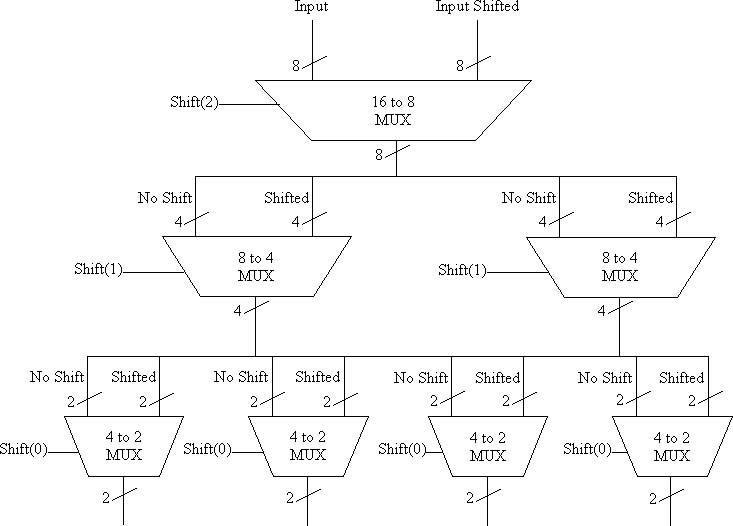 Input Input Shifted
8 8
Shift(2) 16 to 8
MUX
8
No Shift Shifted No Shift Shifted
4 4 4 4
Shift(1) 8 to 4 Shift(1) 8 to 4
MUX MUX
4 4
No Shift Shifted No Shift Shifted No Shift Shifted No Shift Shifted
2 2 2 2 2 2 2 2
Shift(0) 4 to 2 Shift(0) 4 to 2 Shift(0) 4 to 2 Shift(0) 4 to 2
MUX MUX MUX MUX
2 2 2 2